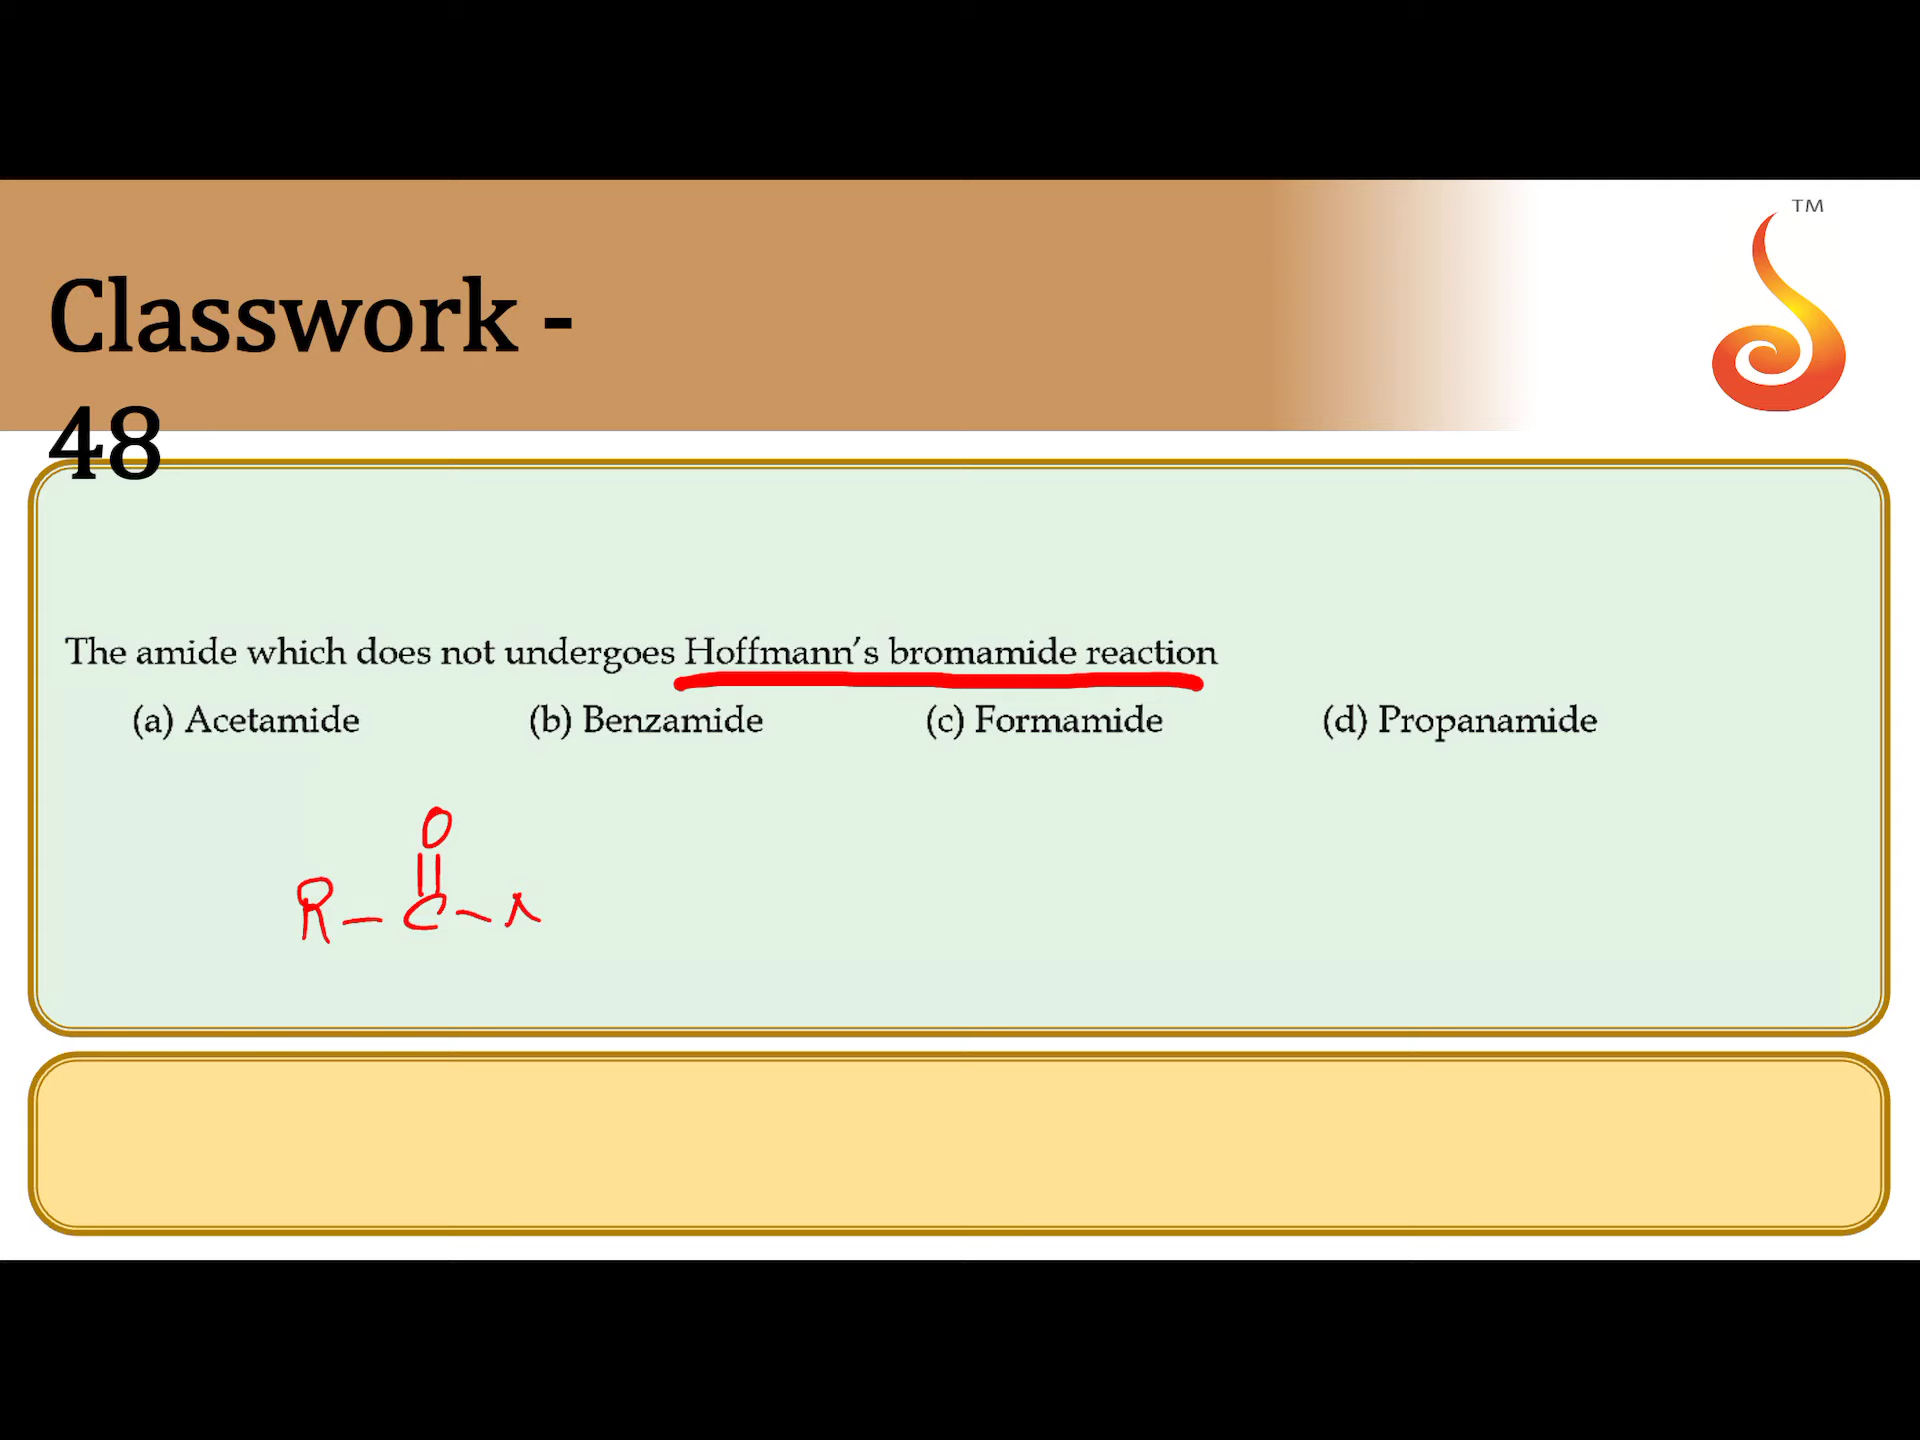 TM
Classwork -
48
The amide which does not undergoes Hoffmann's bromamide reaction
(a) Acetamide (b) Benzamide (c) Formamide (d) Propanamide
O
R - C -